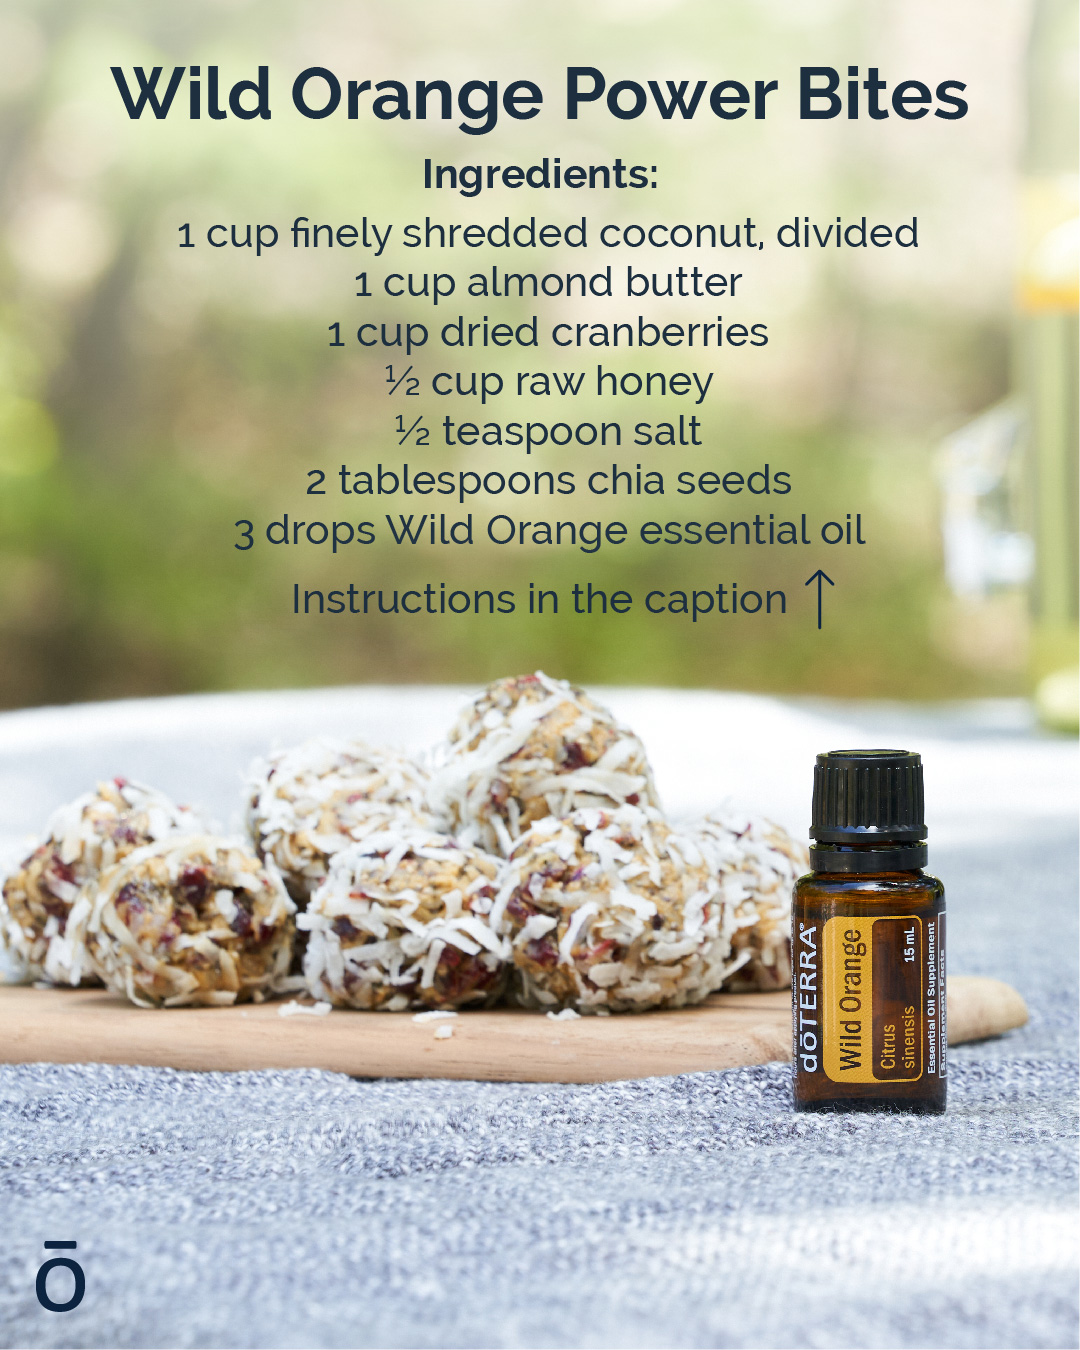 Wild Orange Power Bites
Ingredients:
1 cup finely shredded coconut, divided
1 cup almond butter
1 cup dried cranberries
½ cup raw honey
½ teaspoon salt
2 tablespoons chia seeds
3 drops Wild Orange essential oil
Instructions in the caption ↑
dōTERRA®
Wild Orange
Citrus
sinensis
15 mL
Essential Oil Supplement
Supplement Facts
ō